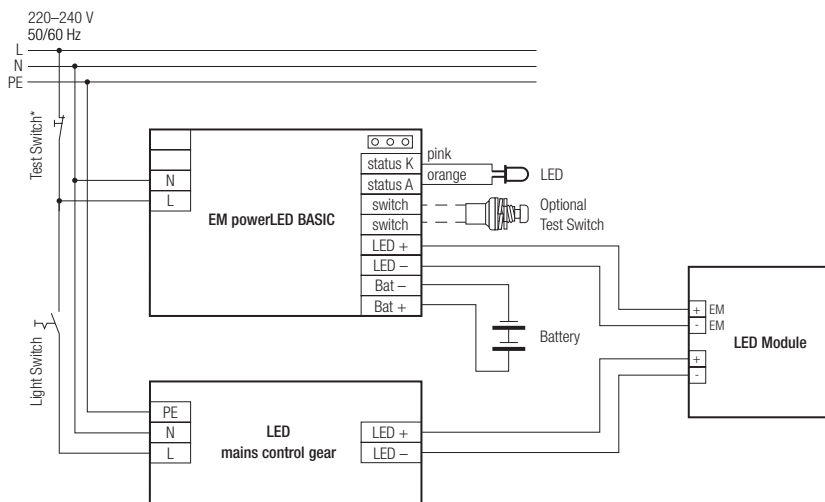 220–240 V
50/60 Hz
L
N
PE
Test Switch*
N
L
EM powerLED BASIC
status K
status A
switch
switch
LED +
LED –
Bat –
Bat +
pink
orange
LED
Optional
Test Switch
Battery
+ EM
- EM
+
-
LED Module
Light Switch
PE
N
L
LED
mains control gear
LED +
LED –